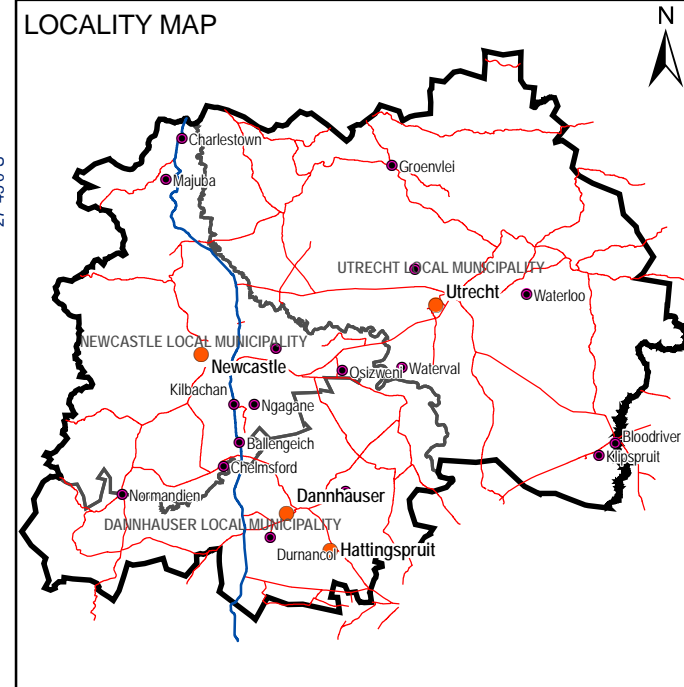 LOCALITY MAP
N
Charlestown
Majuba
Groenvlei
UTRECHT LOCAL MUNICIPALITY
Utrecht
Waterloo
NEWCASTLE LOCAL MUNICIPALITY
Newcastle
Osizweni
Waterval
Kilbachan
Ngagane
Ballengeich
Bloodriver
Klipspruit
Chelmsford
Normandien
Dannhauser
DANNHAUSER LOCAL MUNICIPALITY
Durnancol
Hattingspruit